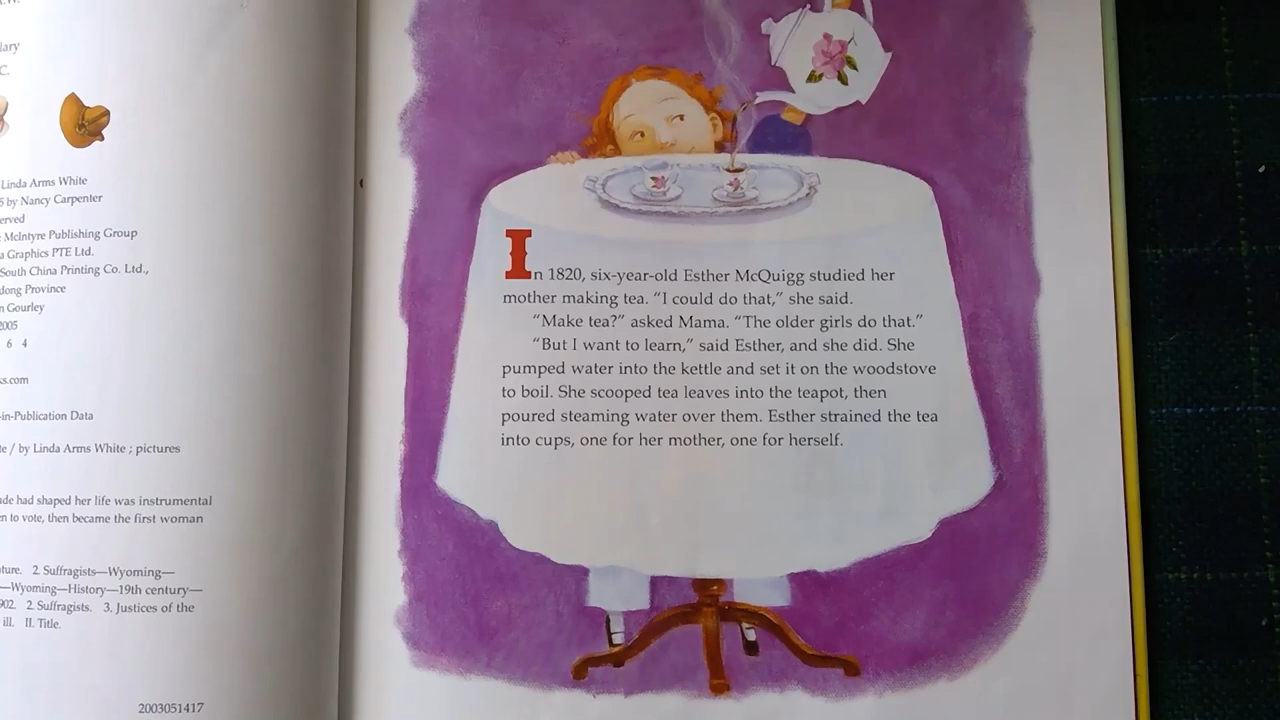 lary
C.
Linda Arms White
5 by Nancy Carpenter
erved
McIntyre Publishing Group
a Graphics PTE Ltd.
South China Printing Co. Ltd.,
dong Province
n Gourley
2005
6 4
ks.com
-in-Publication Data
te / by Linda Arms White ; pictures
ude had shaped her life was instrumental
en to vote, then became the first woman
ture. 2. Suffragists—Wyoming—
—Wyoming—History—19th century—
902. 2. Suffragists. 3. Justices of the
ill. II. Title.
2003051417
In 1820, six-year-old Esther McQuigg studied her
mother making tea. “I could do that,” she said.
“Make tea?” asked Mama. “The older girls do that.”
“But I want to learn,” said Esther, and she did. She
pumped water into the kettle and set it on the woodstove
to boil. She scooped tea leaves into the teapot, then
poured steaming water over them. Esther strained the tea
into cups, one for her mother, one for herself.